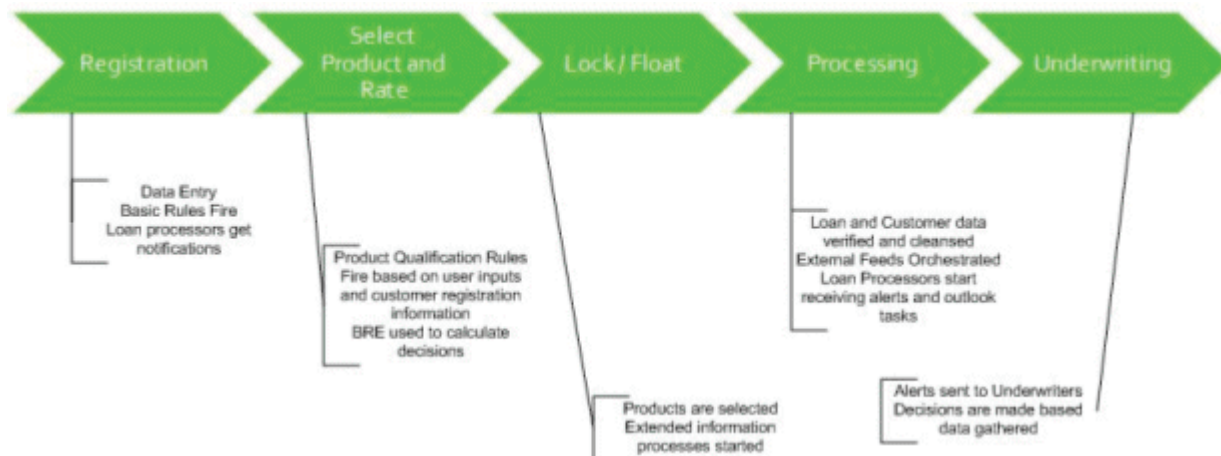 Registration
Select
Product and
Rate
Lock/ Float
Processing
Underwriting
Data Entry
Basic Rules Fire
Loan processors get
notifications
Product Qualification Rules
Fire based on user inputs
and customer registration
information
BRE used to calculate
decisions
Products are selected
Extended information
processes started
Loan and Customer data
verified and cleansed
External Feeds Orchestrated
Loan Processors start
receiving alerts and outlook
tasks
Alerts sent to Underwriters
Decisions are made based
data gathered